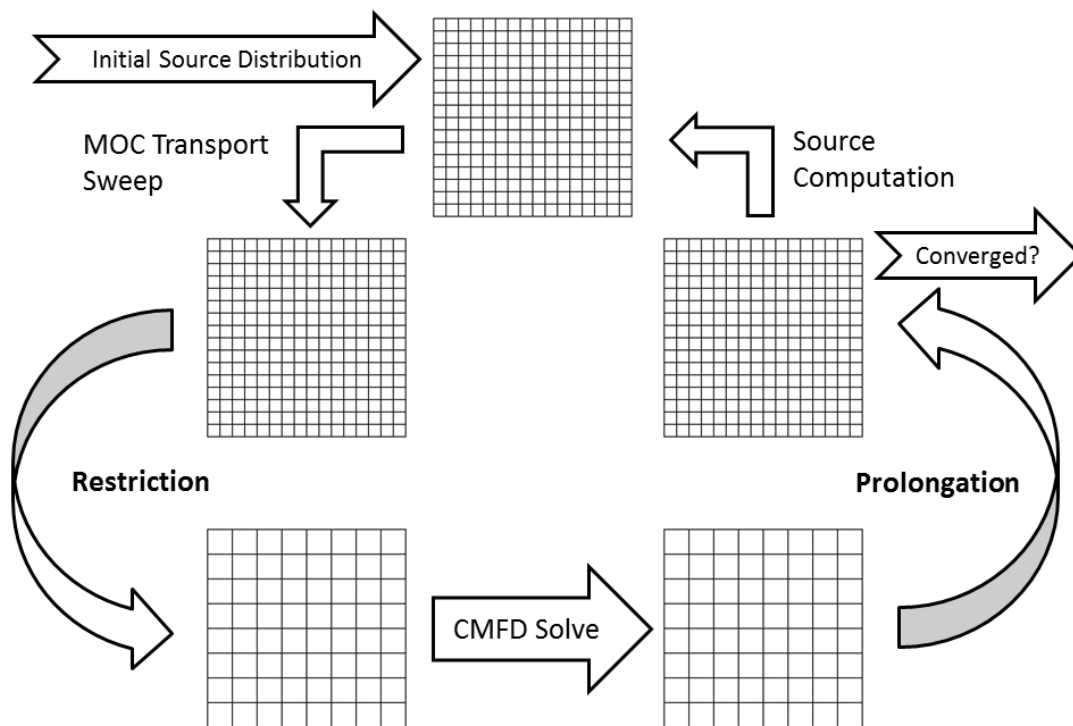 Initial Source Distribution
MOC Transport
Sweep
Source
Computation
Converged?
Restriction
Prolongation
CMFD Solve